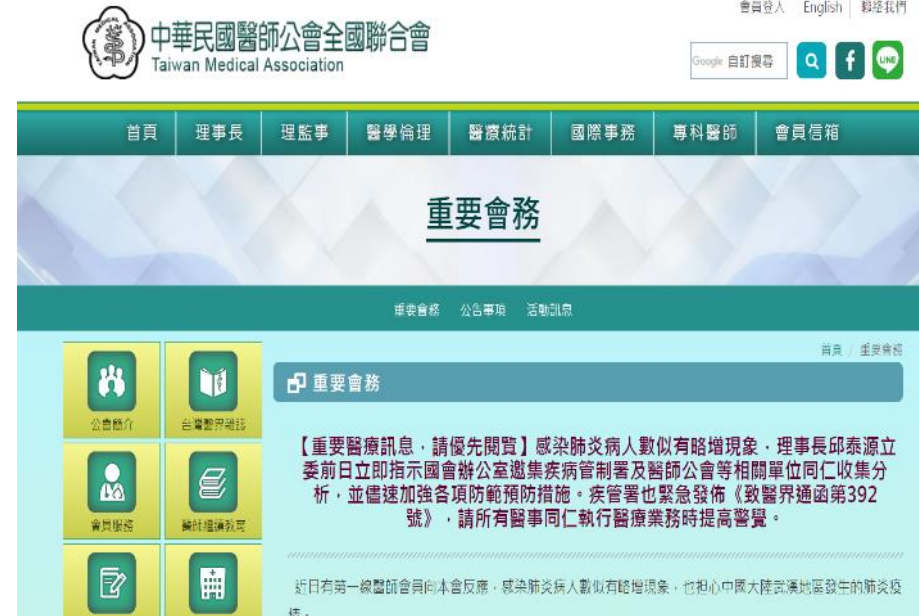 會員登入 English 聯絡我們
中華民國醫師公會全國聯合會
Taiwan Medical Association
Google 自訂搜尋
LINE
首頁 理事長 理監事 醫學倫理 醫療統計 國際事務 專科醫師 會員信箱
重要會務
重要會務 公告事項 活動訊息
首頁 / 重要會務
公會簡介 台灣醫界雜誌
會員服務 醫師繼續教育
重要會務
【重要醫療訊息，請優先閱覽】感染肺炎病人數似有略增現象，理事長邱泰源立
委前日立即指示國會辦公室邀集疾病管制署及醫師公會等相關單位同仁收集分
析，並儘速加強各項防範預防措施。疾管署也緊急發佈《致醫界通函第392
號》，請所有醫事同仁執行醫療業務時提高警覺。
近日有第一線醫師會員向本會反應，感染肺炎病人數似有略增現象，也担心中國大陸武漢地區發生的肺炎疫
情。